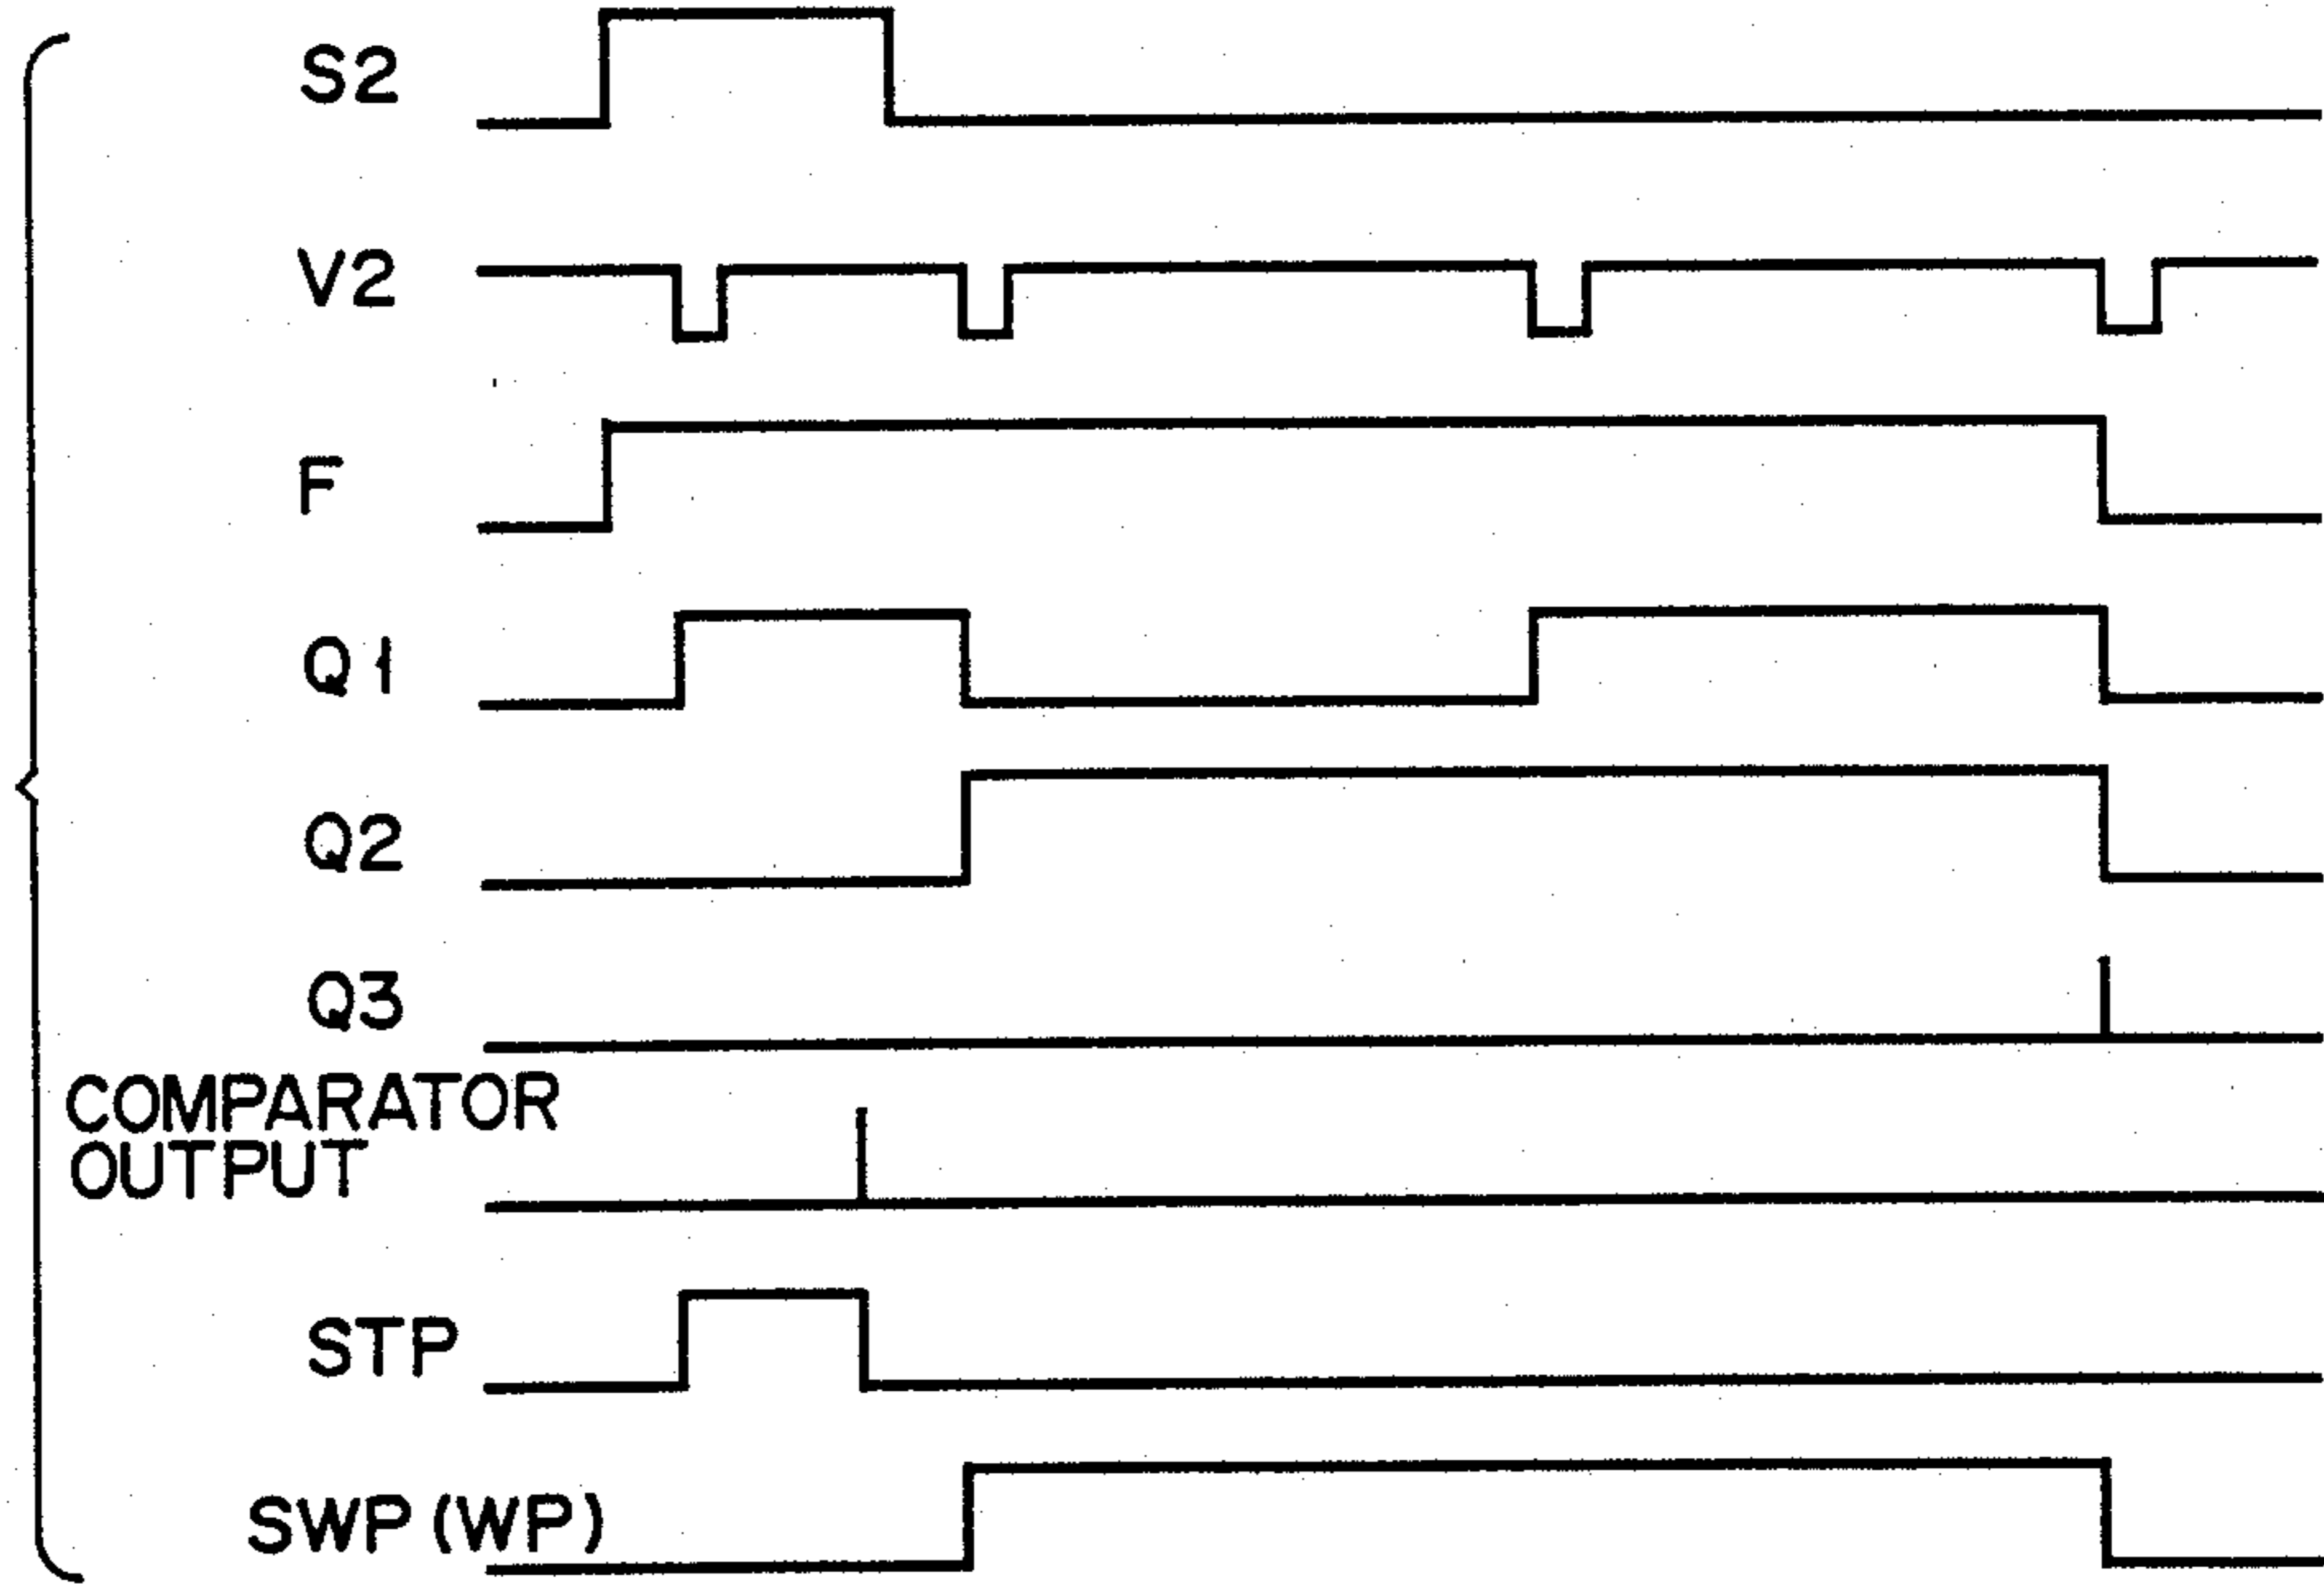 S2
V2
F
Q1
Q2
Q3
COMPARATOR
OUTPUT
STP
SWP (WP)